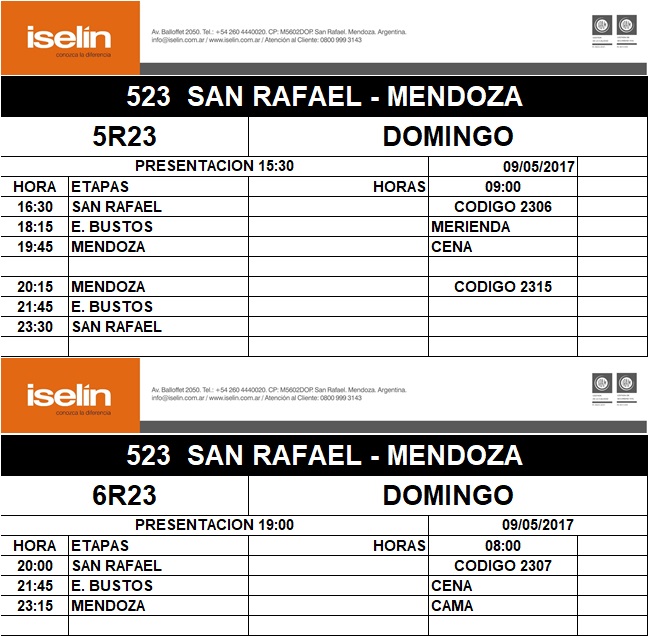 iselín
conozca la diferencia
Av. Balloffet 2050. Tel.: +54 260 4440020. CP: M5602DOP. San Rafael. Mendoza. Argentina.
info@iselin.com.ar / www.iselin.com.ar / Atención al Cliente: 0800 999 3143
523 SAN RAFAEL - MENDOZA
5R23 DOMINGO
PRESENTACION 15:30 09/05/2017
HORA ETAPAS HORAS 09:00
16:30 SAN RAFAEL CODIGO 2306
18:15 E. BUSTOS MERIENDA
19:45 MENDOZA CENA
20:15 MENDOZA CODIGO 2315
21:45 E. BUSTOS
23:30 SAN RAFAEL
iselín
conozca la diferencia
Av. Balloffet 2050. Tel.: +54 260 4440020. CP: M5602DOP. San Rafael. Mendoza. Argentina.
info@iselin.com.ar / www.iselin.com.ar / Atención al Cliente: 0800 999 3143
523 SAN RAFAEL - MENDOZA
6R23 DOMINGO
PRESENTACION 19:00 09/05/2017
HORA ETAPAS HORAS 08:00
20:00 SAN RAFAEL CODIGO 2307
21:45 E. BUSTOS CENA
23:15 MENDOZA CAMA